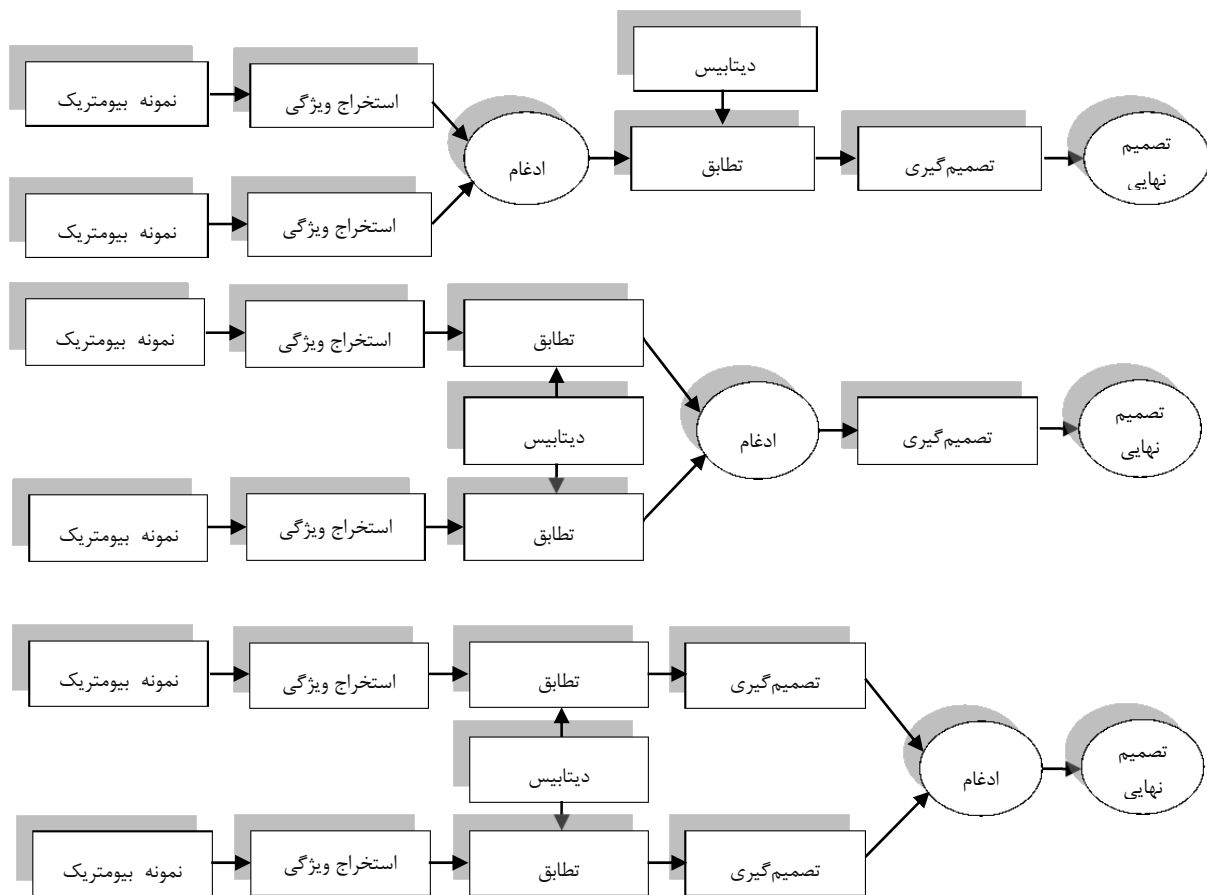 دیتابیس
نمونه بیومتریک
استخراج ویژگی
ادغام
تطابق
تصمیم‌گیری
تصمیم
نهایی
نمونه بیومتریک
استخراج ویژگی
نمونه بیومتریک
استخراج ویژگی
تطابق
دیتابیس
ادغام
تصمیم‌گیری
تصمیم
نهایی
نمونه بیومتریک
استخراج ویژگی
تطابق
نمونه بیومتریک
استخراج ویژگی
تطابق
تصمیم‌گیری
دیتابیس
ادغام
تصمیم
نهایی
نمونه بیومتریک
استخراج ویژگی
تطابق
تصمیم‌گیری